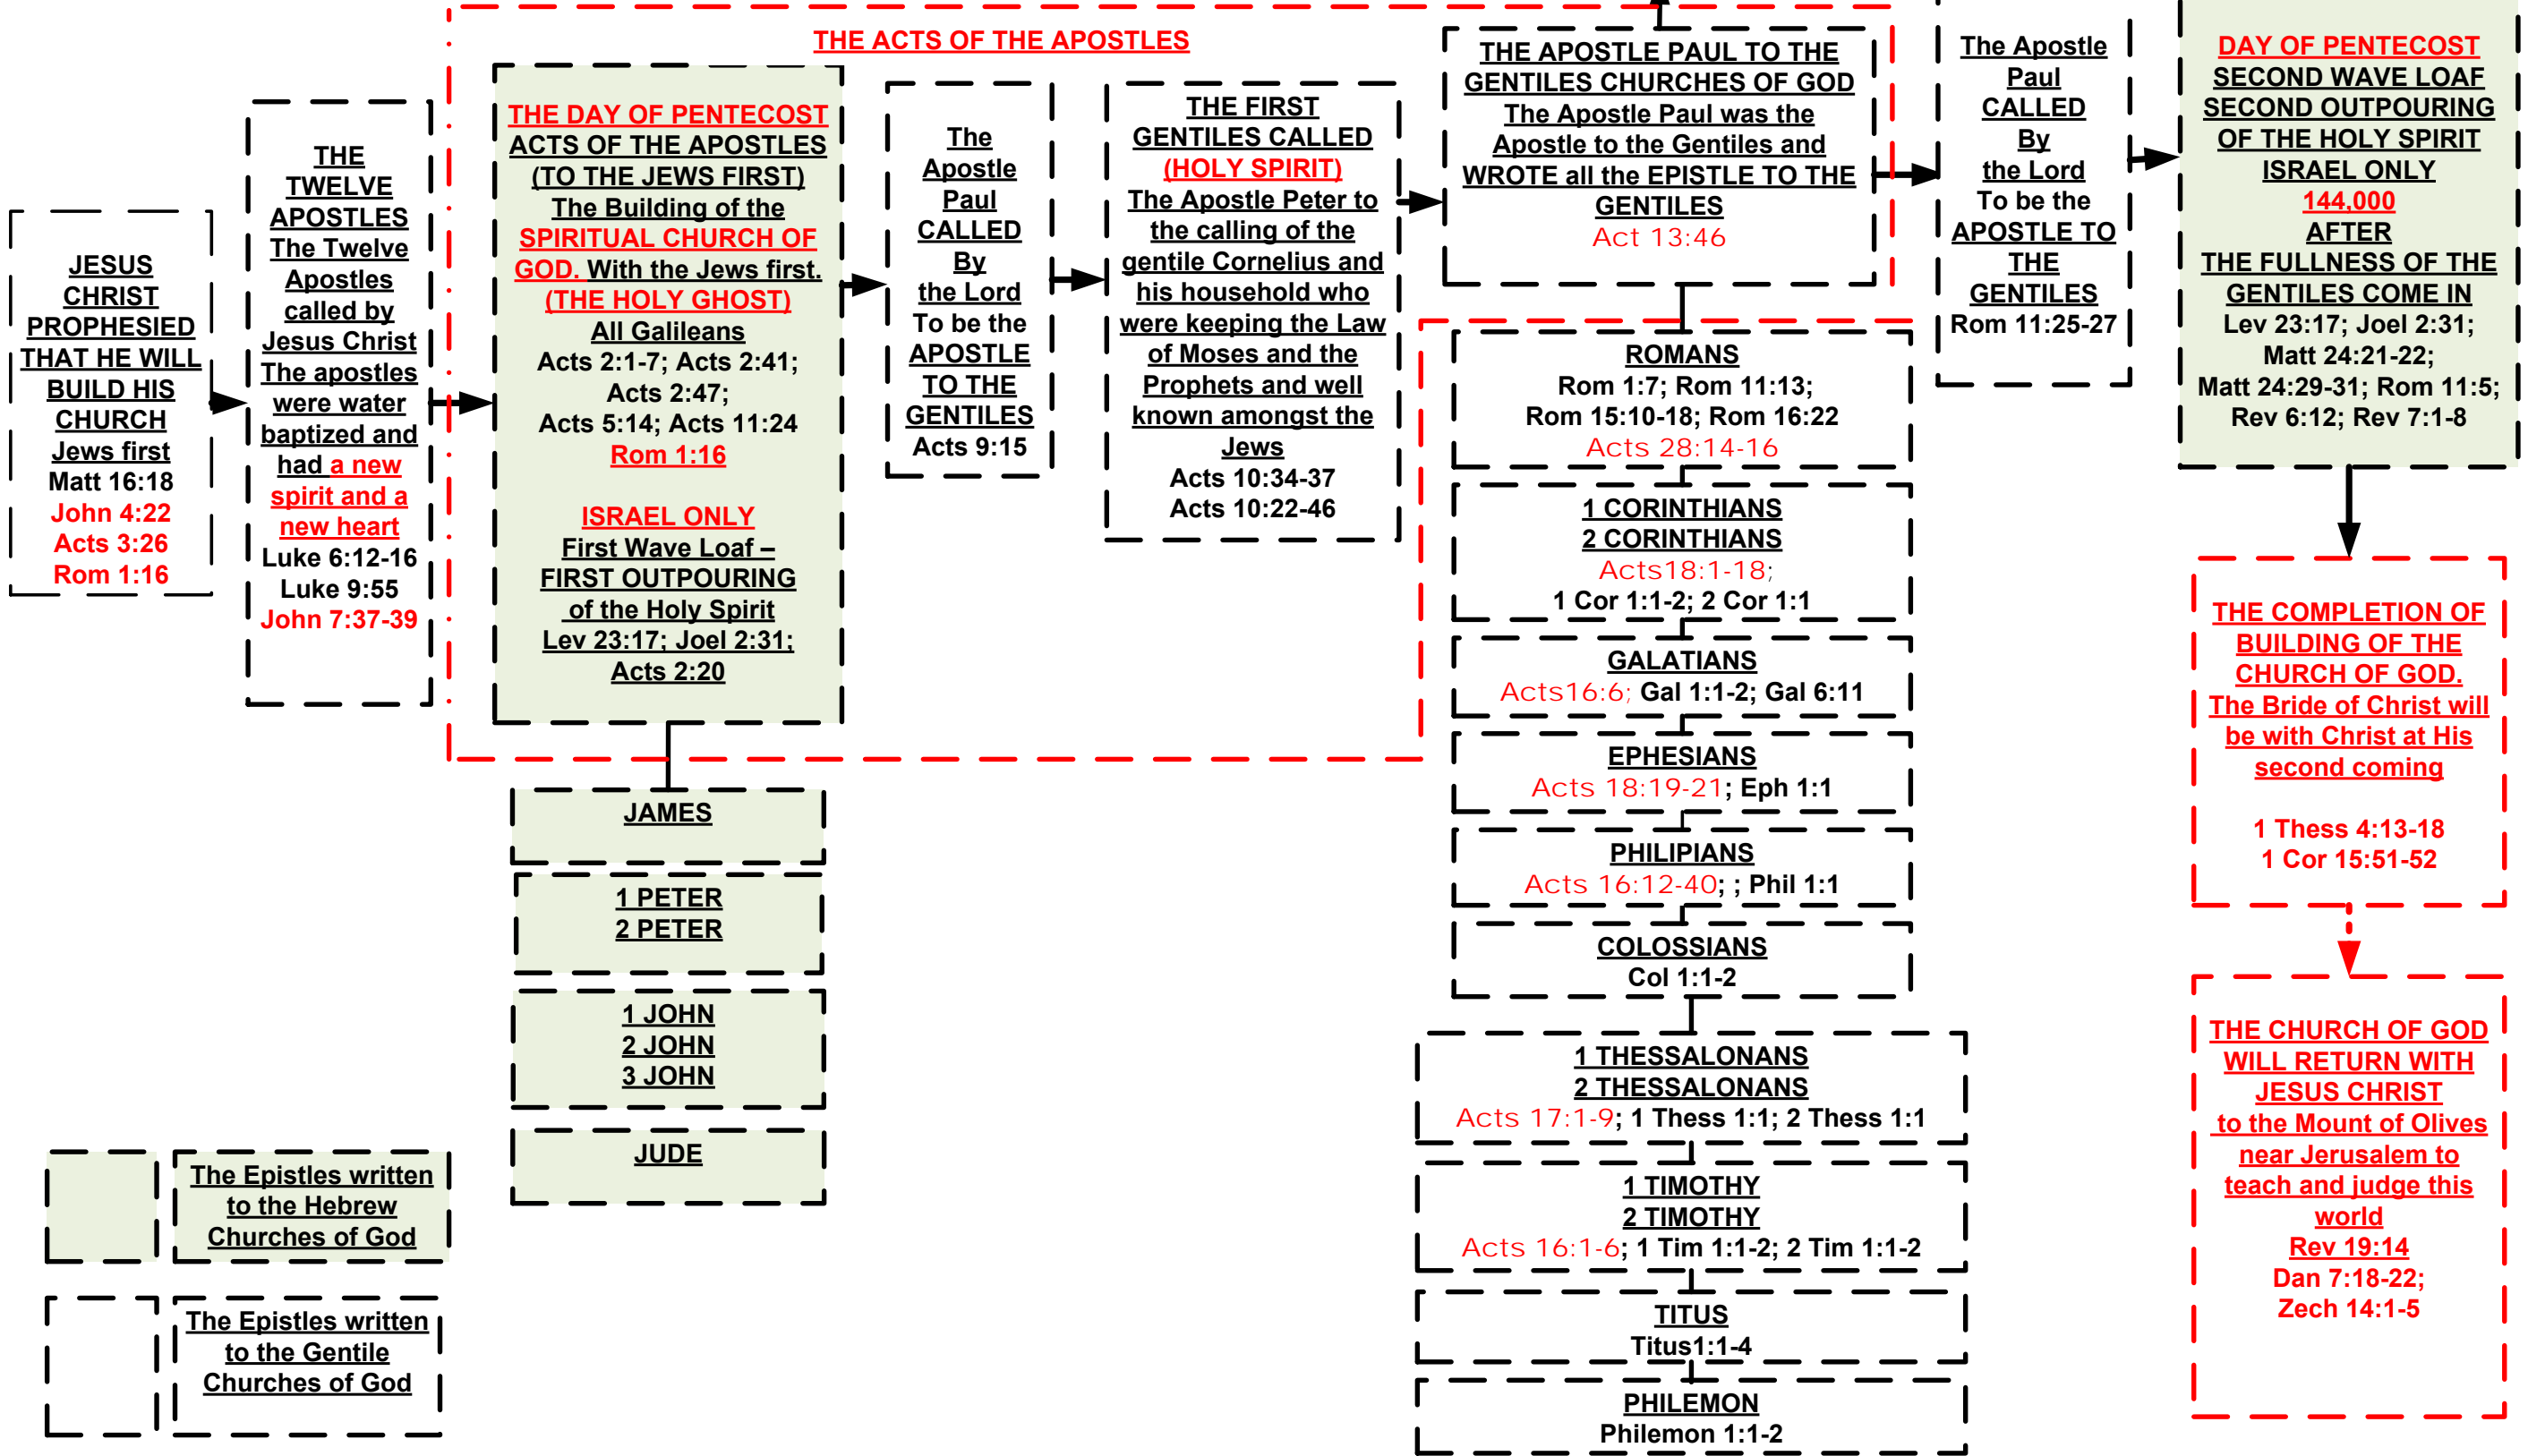 THE ACTS OF THE APOSTLES
JESUS
CHRIST
PROPHESIED
THAT HE WILL
BUILD HIS
CHURCH
Jews first
Matt 16:18
John 4:22
Acts 3:26
Rom 1:16
THE
TWELVE
APOSTLES
The Twelve
Apostles
called by
Jesus Christ
The apostles
were water
baptized and
had a new
spirit and a
new heart
Luke 6:12-16
Luke 9:55
John 7:37-39
THE DAY OF PENTECOST
ACTS OF THE APOSTLES
(TO THE JEWS FIRST)
The Building of the
SPIRITUAL CHURCH OF
GOD. With the Jews first.
(THE HOLY GHOST)
All Galileans
Acts 2:1-7; Acts 2:41;
Acts 2:47;
Acts 5:14; Acts 11:24
Rom 1:16
ISRAEL ONLY
First Wave Loaf –
FIRST OUTPOURING
of the Holy Spirit
Lev 23:17; Joel 2:31;
Acts 2:20
The
Apostle
Paul
CALLED
By
the Lord
To be the
APOSTLE
TO THE
GENTILES
Acts 9:15
THE FIRST
GENTILES CALLED
(HOLY SPIRIT)
The Apostle Peter to
the calling of the
gentile Cornelius and
his household who
were keeping the Law
of Moses and the
Prophets and well
known amongst the
Jews
Acts 10:34-37
Acts 10:22-46
THE APOSTLE PAUL TO THE
GENTILES CHURCHES OF GOD
The Apostle Paul was the
Apostle to the Gentiles and
WROTE all the EPISTLE TO THE
GENTILES
Act 13:46
The Apostle
Paul
CALLED
By
the Lord
To be the
APOSTLE TO
THE
GENTILES
Rom 11:25-27
DAY OF PENTECOST
SECOND WAVE LOAF
SECOND OUTPOURING
OF THE HOLY SPIRIT
ISRAEL ONLY
144,000
AFTER
THE FULLNESS OF THE
GENTILES COME IN
Lev 23:17; Joel 2:31;
Matt 24:21-22;
Matt 24:29-31; Rom 11:5;
Rev 6:12; Rev 7:1-8
ROMANS
Rom 1:7; Rom 11:13;
Rom 15:10-18; Rom 16:22
Acts 28:14-16
1 CORINTHIANS
2 CORINTHIANS
Acts18:1-18;
1 Cor 1:1-2; 2 Cor 1:1
GALATIANS
Acts16:6; Gal 1:1-2; Gal 6:11
EPHESIANS
Acts 18:19-21; Eph 1:1
PHILIPIANS
Acts 16:12-40; ; Phil 1:1
COLOSSIANS
Col 1:1-2
1 THESSALONANS
2 THESSALONANS
Acts 17:1-9; 1 Thess 1:1; 2 Thess 1:1
1 TIMOTHY
2 TIMOTHY
Acts 16:1-6; 1 Tim 1:1-2; 2 Tim 1:1-2
TITUS
Titus1:1-4
PHILEMON
Philemon 1:1-2
THE COMPLETION OF
BUILDING OF THE
CHURCH OF GOD.
The Bride of Christ will
be with Christ at His
second coming
1 Thess 4:13-18
1 Cor 15:51-52
THE CHURCH OF GOD
WILL RETURN WITH
JESUS CHRIST
to the Mount of Olives
near Jerusalem to
teach and judge this
world
Rev 19:14
Dan 7:18-22;
Zech 14:1-5
JAMES
1 PETER
2 PETER
1 JOHN
2 JOHN
3 JOHN
JUDE
The Epistles written
to the Hebrew
Churches of God
The Epistles written
to the Gentile
Churches of God